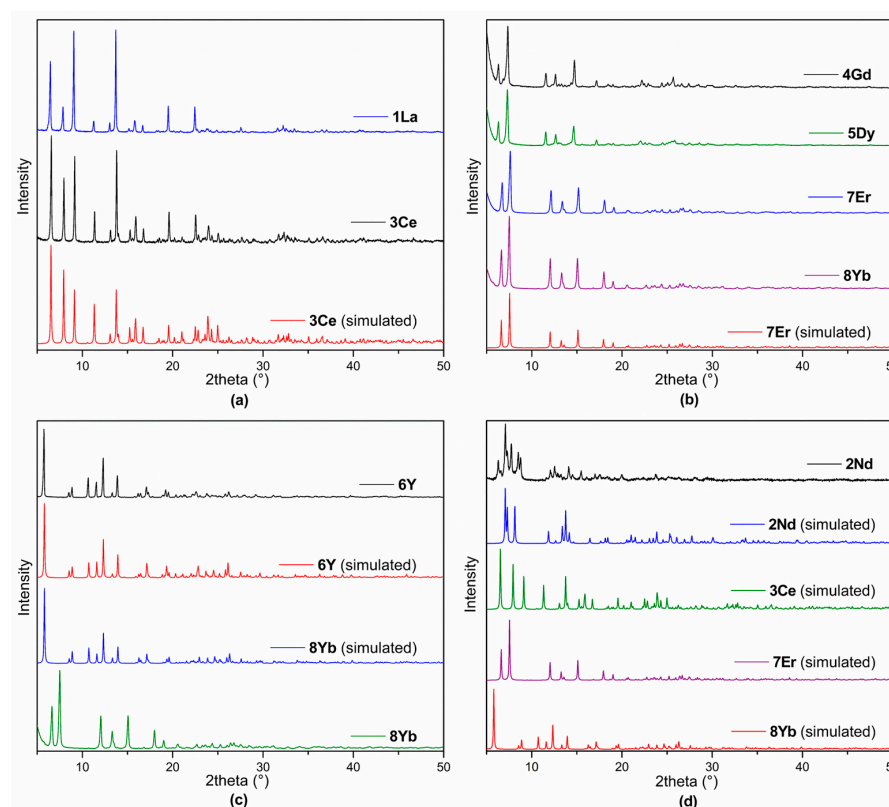 Intensity
1La
3Ce
3Ce (simulated)
10 20 30 40 50
2theta (°)
(a)
Intensity
4Gd
5Dy
7Er
8Yb
7Er (simulated)
10 20 30 40
2theta (°)
(b)
Intensity
6Y
6Y (simulated)
8Yb (simulated)
8Yb
10 20 30 40 50
2theta (°)
(c)
Intensity
2Nd
2Nd (simulated)
3Ce (simulated)
7Er (simulated)
8Yb (simulated)
10 20 30 40
2theta (°)
(d)